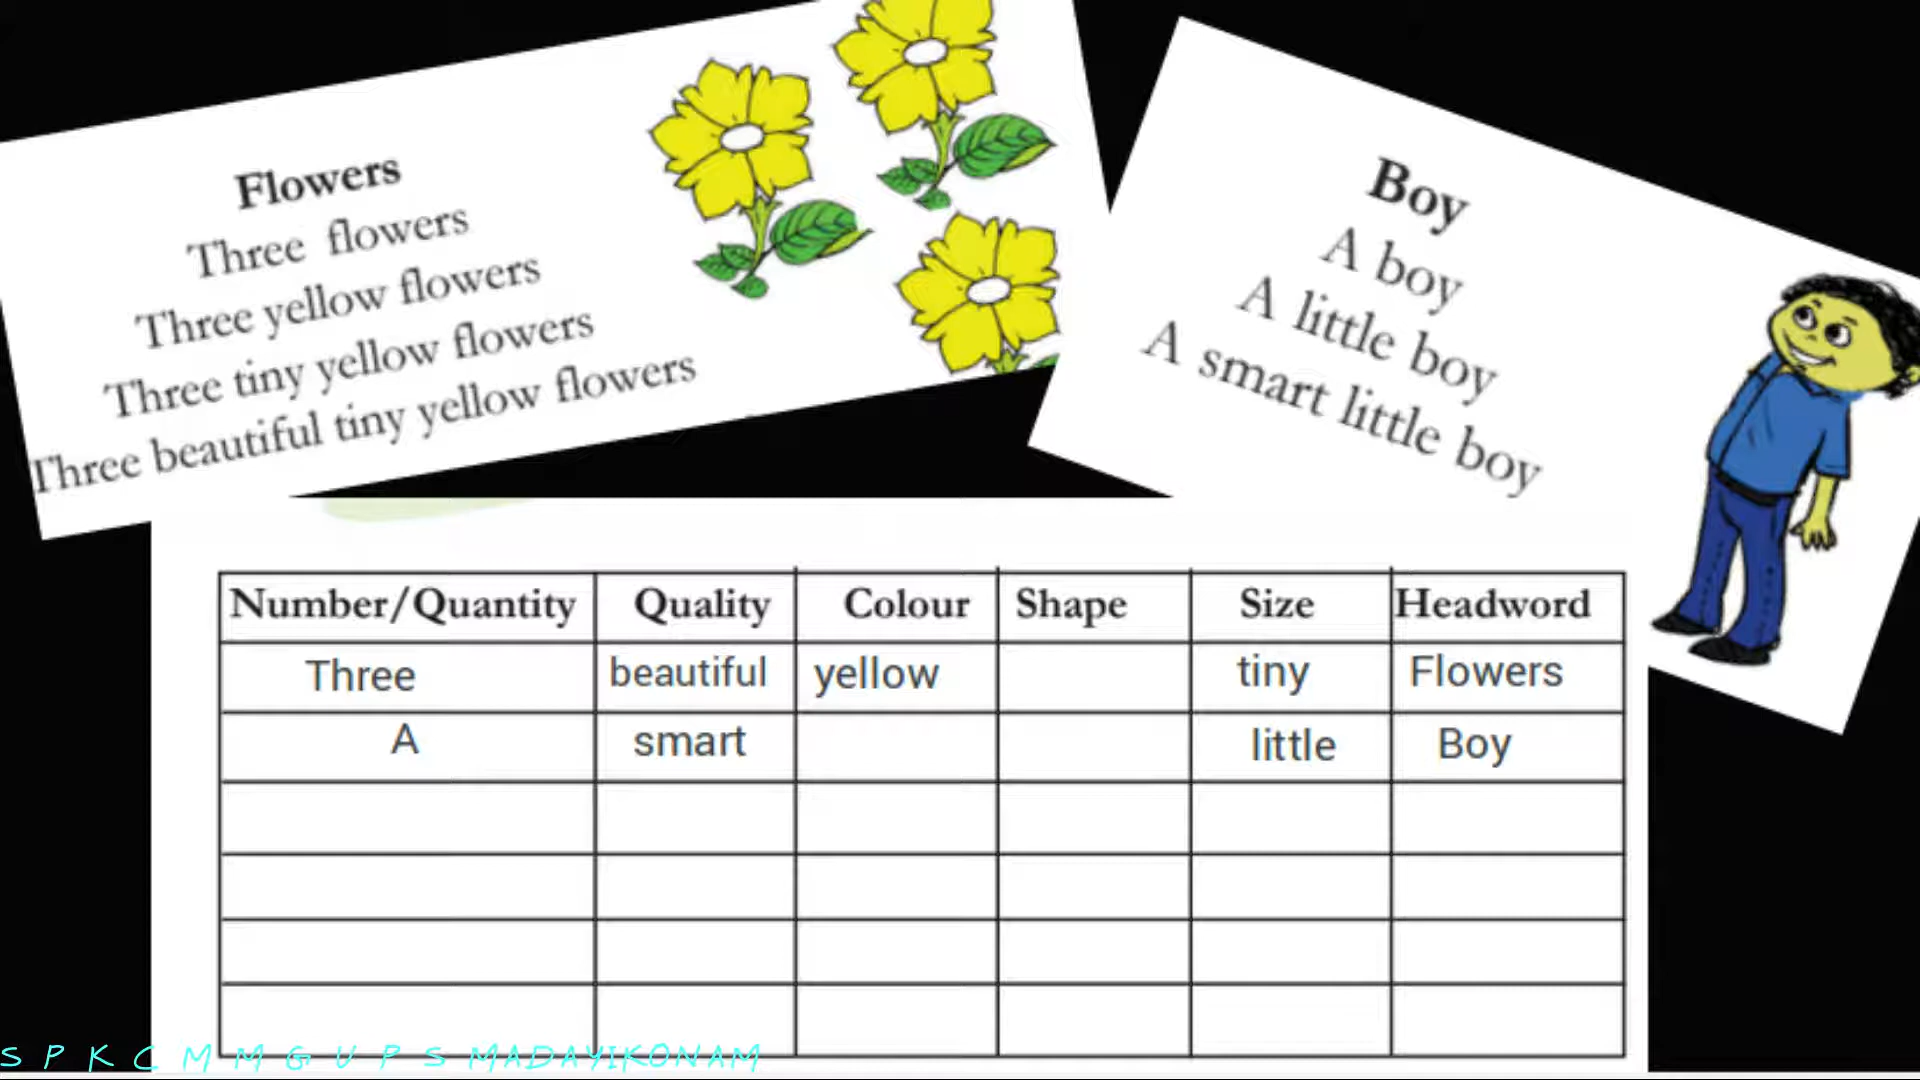 Flowers
Three flowers
Three yellow flowers
Three tiny yellow flowers
Three beautiful tiny yellow flowers
Boy
A boy
A little boy
A smart little boy
Number/Quantity Quality Colour Shape Size Headword
Three beautiful yellow tiny Flowers
A smart little Boy
S P K C M M G U P S MADAYIKONAM